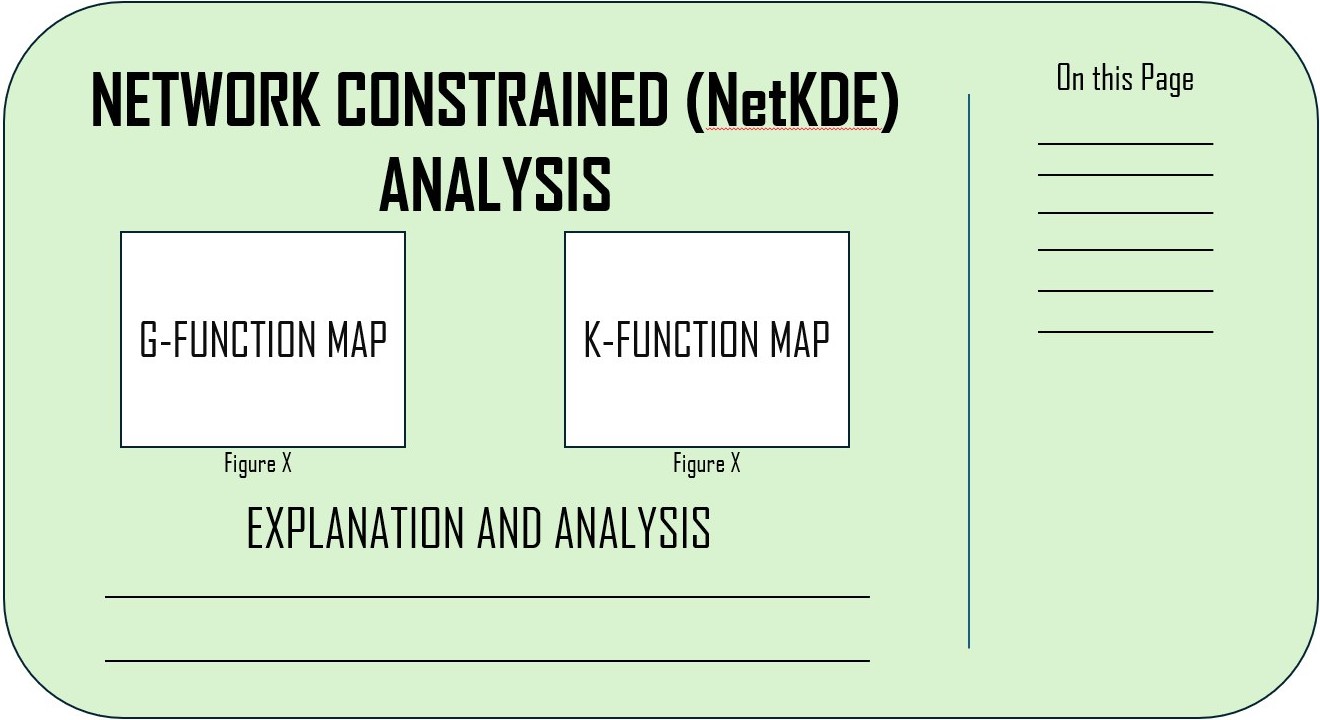 NETWORK CONSTRAINED (NetKDE)
ANALYSIS
G-FUNCTION MAP
K-FUNCTION MAP
Figure X
Figure X
EXPLANATION AND ANALYSIS
On this Page